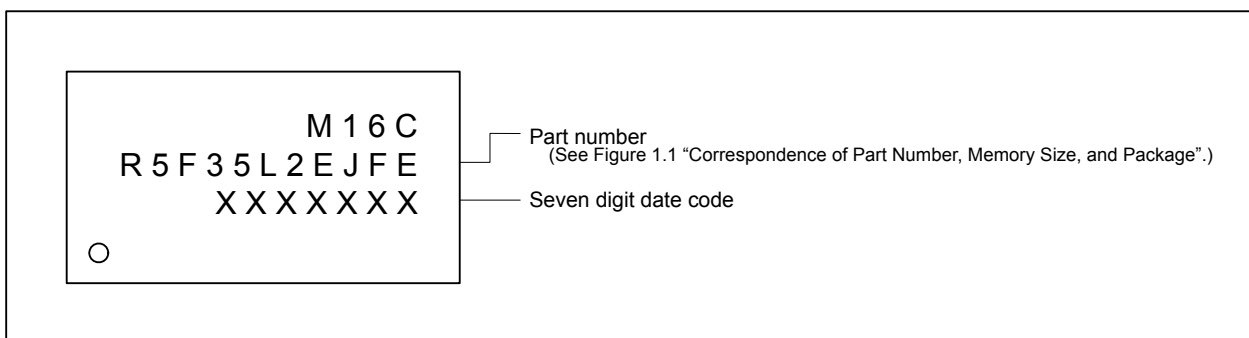 M16C
R5F35L2EJFE
XXXXXXX
Part number
(See Figure 1.1 “Correspondence of Part Number, Memory Size, and Package”.)
Seven digit date code